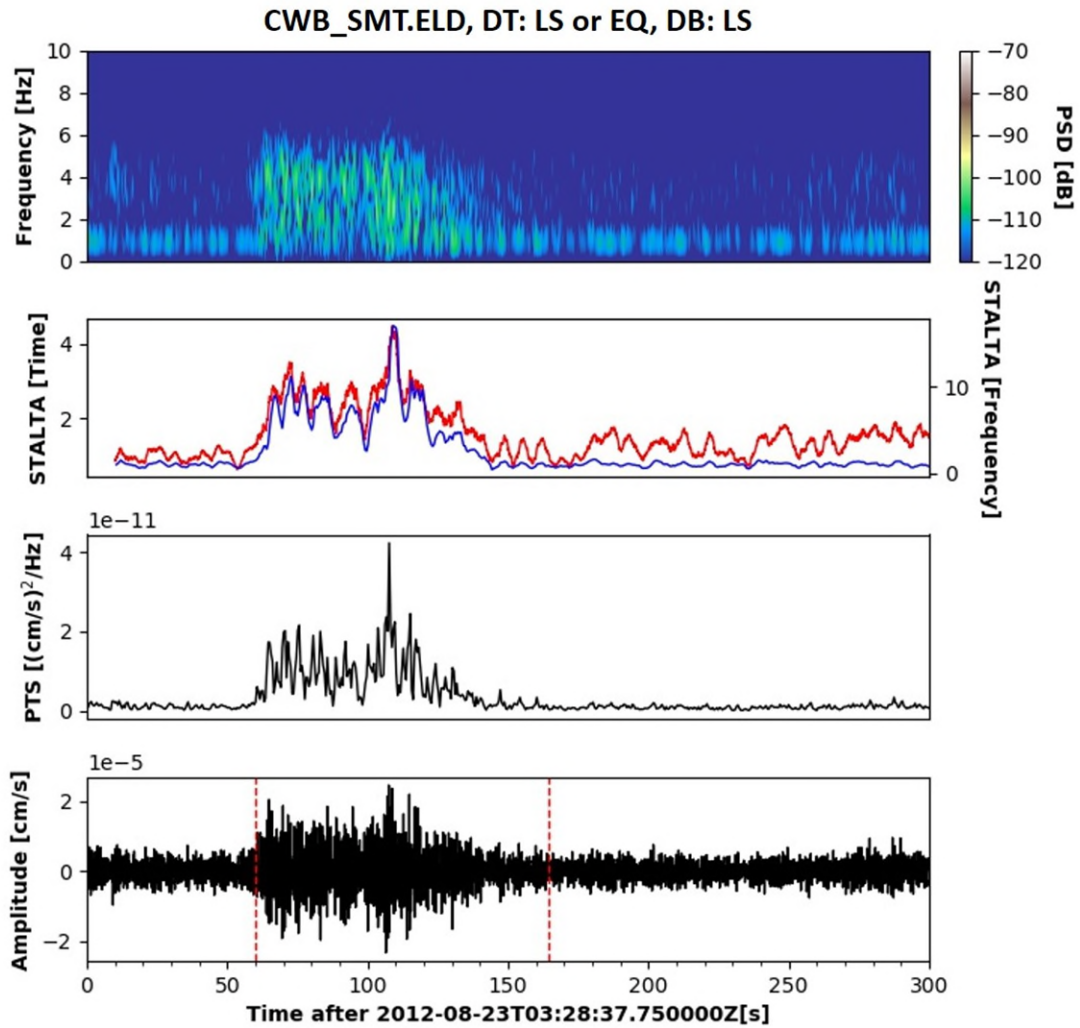 CWB_SMT.ELD, DT: LS or EQ, DB: LS
10
8
6
4
2
0
Frequency [Hz]
−70
−80
−90
−100
−110
−120
PSD [dB]
4
2
STALTA [Time]
10
0
STALTA [Frequency]
1e−11
4
2
0
PTS [(cm/s)²/Hz]
1e−5
2
0
−2
Amplitude [cm/s]
0 50 100 150 200 250 300
Time after 2012-08-23T03:28:37.750000Z[s]